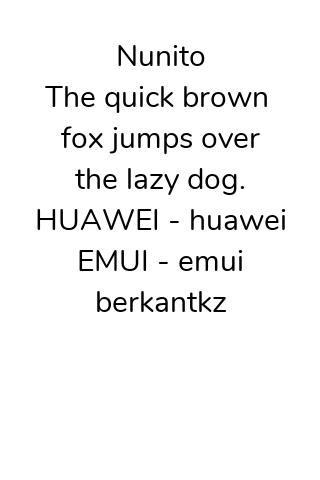 Nunito
The quick brown
fox jumps over
the lazy dog.
HUAWEI - huawei
EMUI - emui
berkantkz